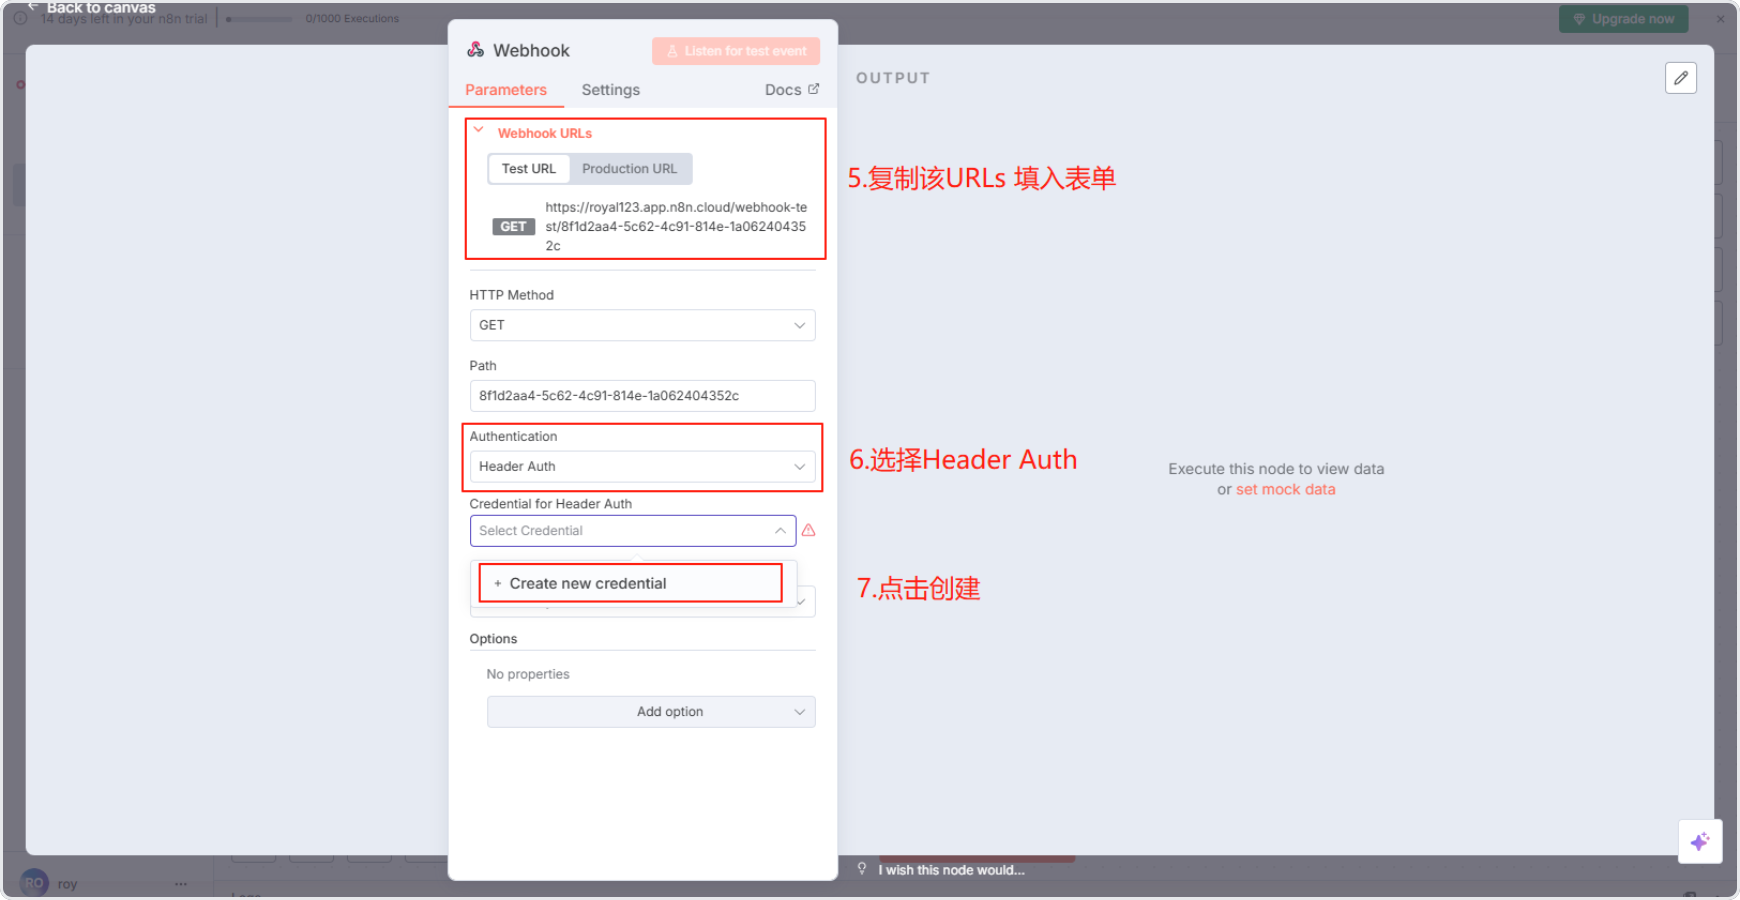 Back to canvas
14 days left in your n8n trial
0/1000 Executions
Upgrade now
Webhook
Listen for test event
Parameters
Settings
Docs
OUTPUT
Webhook URLs
Test URL
Production URL
5.复制该URLs 填入表单
GET
https://royal123.app.n8n.cloud/webhook-te
st/8f1d2aa4-5c62-4c91-814e-1a06240435
2c
HTTP Method
GET
Path
8f1d2aa4-5c62-4c91-814e-1a062404352c
Authentication
Header Auth
6.选择Header Auth
Execute this node to view data
or set mock data
Credential for Header Auth
Select Credential
+ Create new credential
7.点击创建
Options
No properties
Add option
I wish this node would...
RO
roy